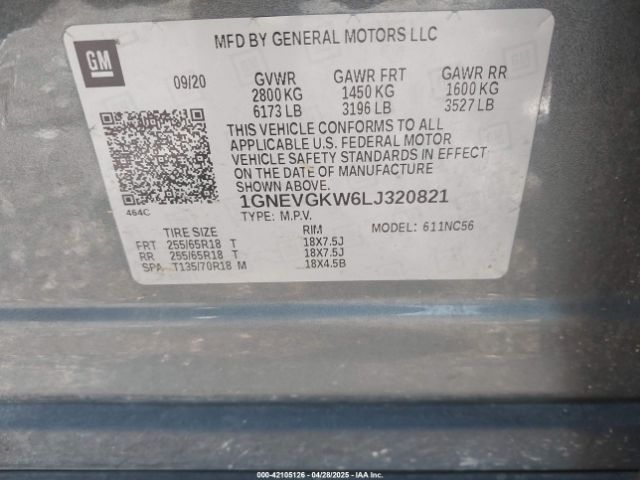 MFD BY GENERAL MOTORS LLC
GM
09/20 GVWR GAWR FRT GAWR RR
2800 KG 1450 KG 1600 KG
6173 LB 3196 LB 3527 LB
THIS VEHICLE CONFORMS TO ALL
APPLICABLE U.S. FEDERAL MOTOR
VEHICLE SAFETY STANDARDS IN EFFECT
ON THE DATE OF MANUFACTURE
SHOWN ABOVE.
1GNEVGKW6LJ320821
464C
TYPE: M.P.V.
MODEL: 611NC56
TIRE SIZE RIM
FRT 255/65R18 T 18X7.5J
RR 255/65R18 T 18X7.5J
SPA T135/70R18 M 18X4.5B
000-42105126 - 04/28/2025 - IAA, Inc.